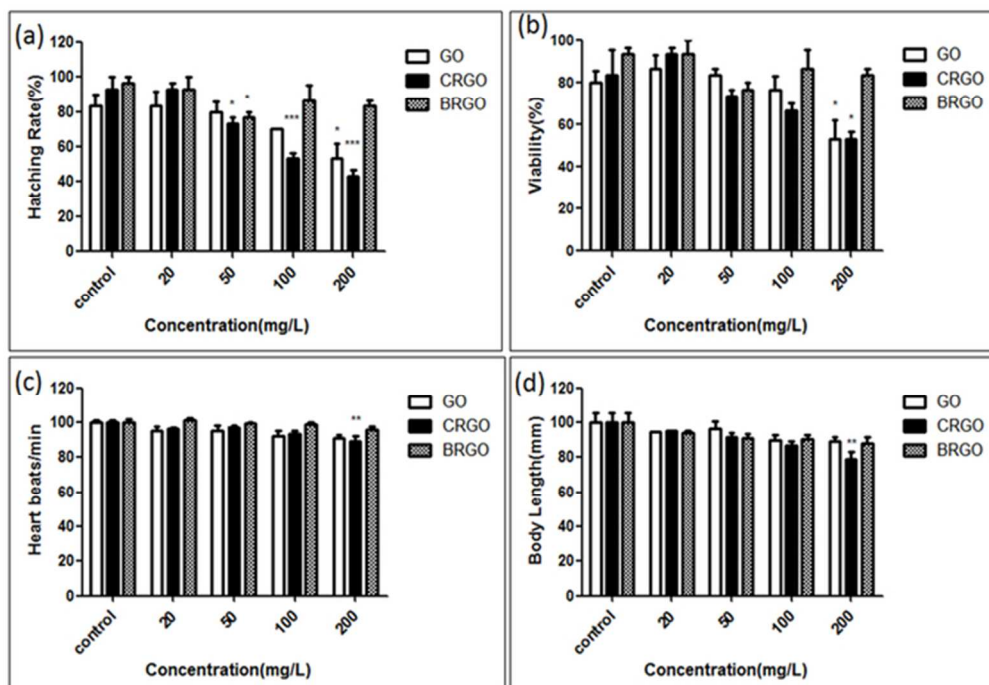 (a)
120
100
80
60
40
20
0
Hatching Rate(%)
* *
***
*
***
GO
CRGO
BRGO
control 20 50 100 200
Concentration(mg/L)
(b)
100
80
60
40
20
0
Viability(%)
* *
GO
CRGO
BRGO
control 20 50 100 200
Concentration(mg/L)
(c)
120
100
80
60
40
20
0
Heart beats/min
**
GO
CRGO
BRGO
control 20 50 100 200
Concentration(mg/L)
(d)
120
100
80
60
40
20
0
Body Length(mm)
**
GO
CRGO
BRGO
control 20 50 100 200
Concentration(mg/L)